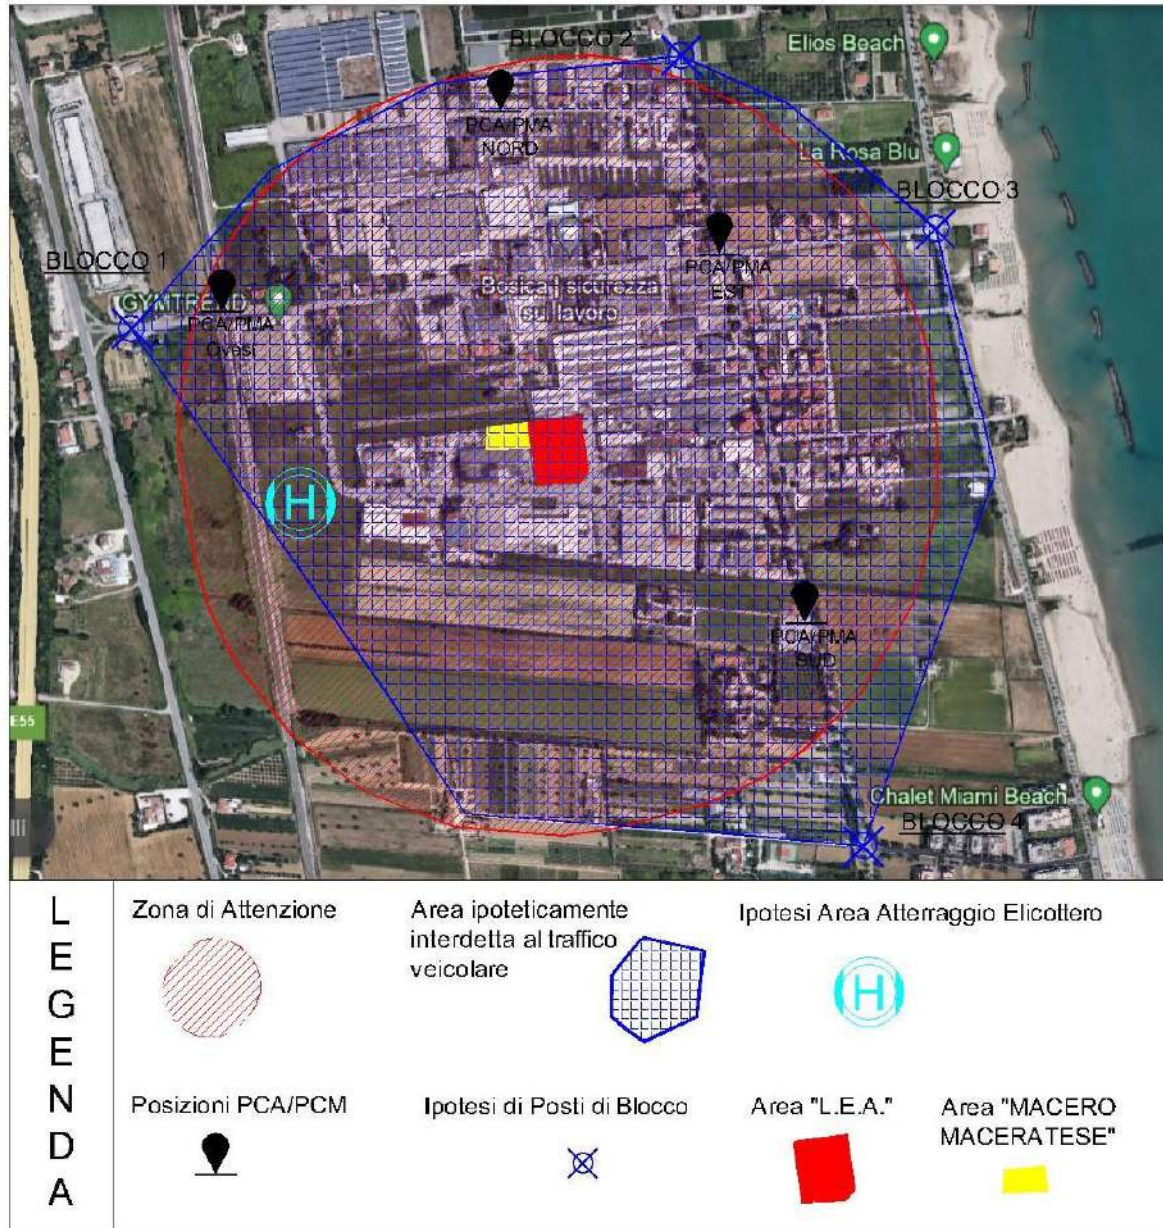 BLOCCO 2
Elios Beach
PCA/PMA
NORD
La Rosa Blu
BLOCCO 3
BLOCCO 1
PCA/PMA
EST
GYMTREND
Bosica | sicurezza
sul lavoro
PCA/PMA
Ovest
H
PCA/PMA
SUD
E55
Chalet Miami Beach
BLOCCO 4
LEGENDA
Zona di Attenzione
Area ipoteticamente
interdetta al traffico
veicolare
Ipotesi Area Atterraggio Elicottero
H
Posizioni PCA/PCM
Ipotesi di Posti di Blocco
Area "L.E.A."
Area "MACERO
MACERATESE"